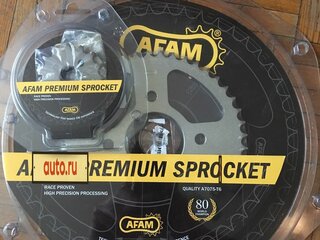 AFAM
AFAM PREMIUM SPROCKET
RACE PROVEN
HIGH PRECISION PROCESSING
AFAM
auto.ru
A
PREMIUM SPROCKET
RACE PROVEN
HIGH PRECISION PROCESSING
QUALITY A7075-T6
80
WORLD
AFAM